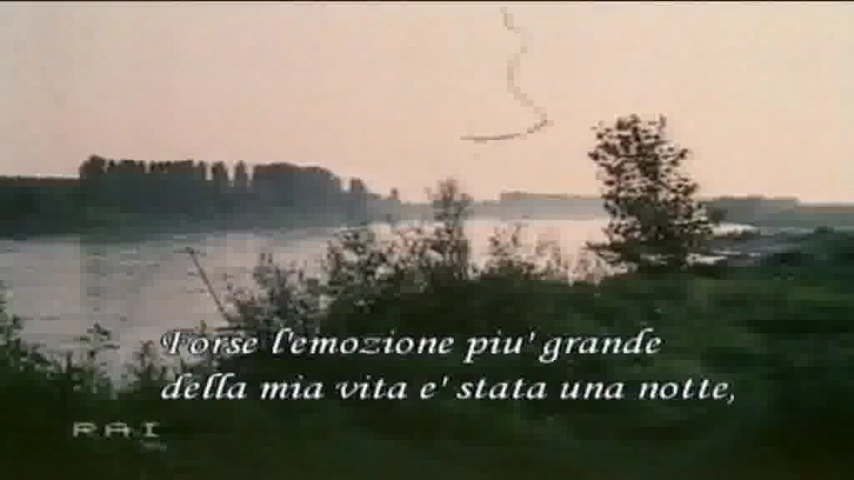 Forse l'emozione piu' grande
della mia vita e' stata una notte,
RAI